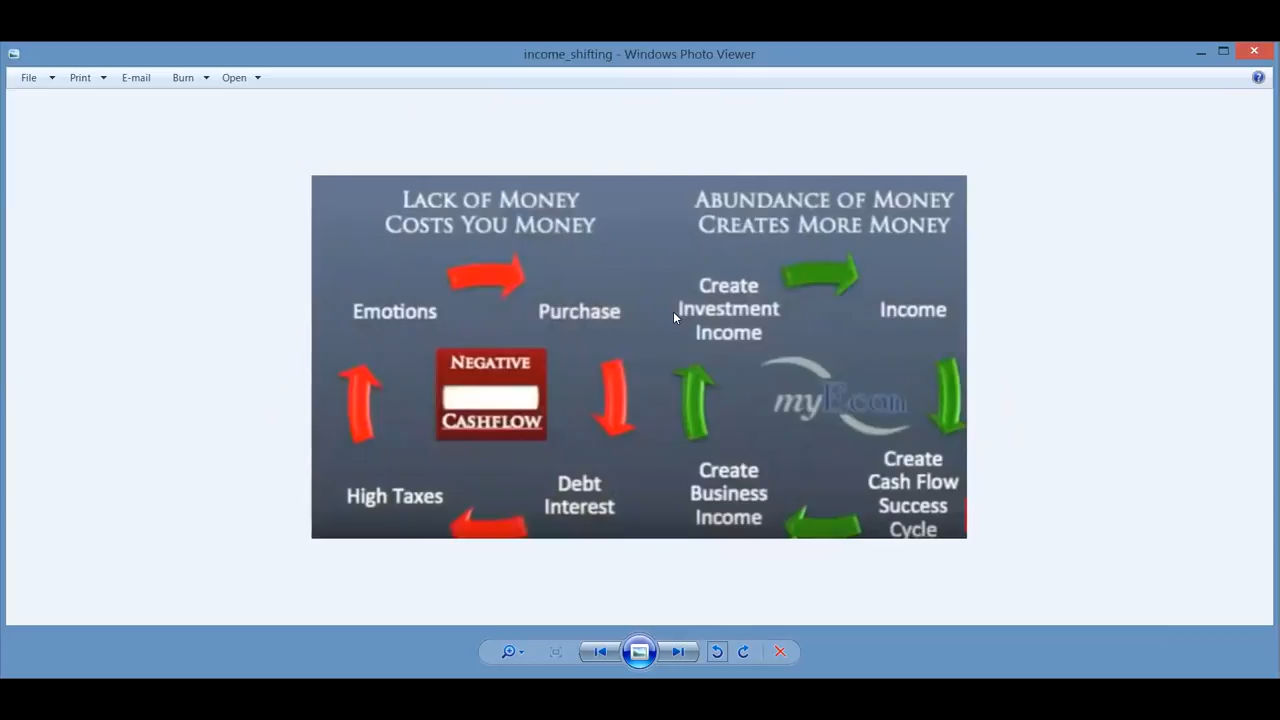 income_shifting - Windows Photo Viewer
File Print E-mail Burn Open
LACK OF MONEY
COSTS YOU MONEY
Emotions
Purchase
NEGATIVE
CASHFLOW
High Taxes
Debt
Interest
ABUNDANCE OF MONEY
CREATES MORE MONEY
Create
Investment
Income
Income
myEcon
Create
Business
Income
Create
Cash Flow
Success
Cycle